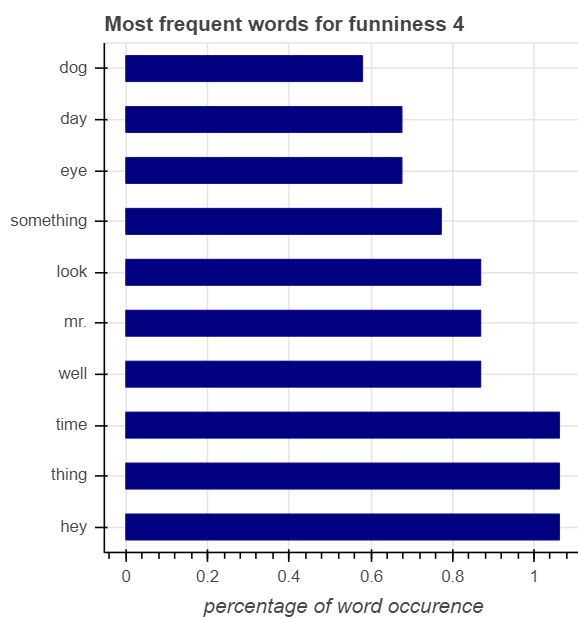 Most frequent words for funniness 4
dog
day
eye
something
look
mr.
well
time
thing
hey
0 0.2 0.4 0.6 0.8 1
percentage of word occurence